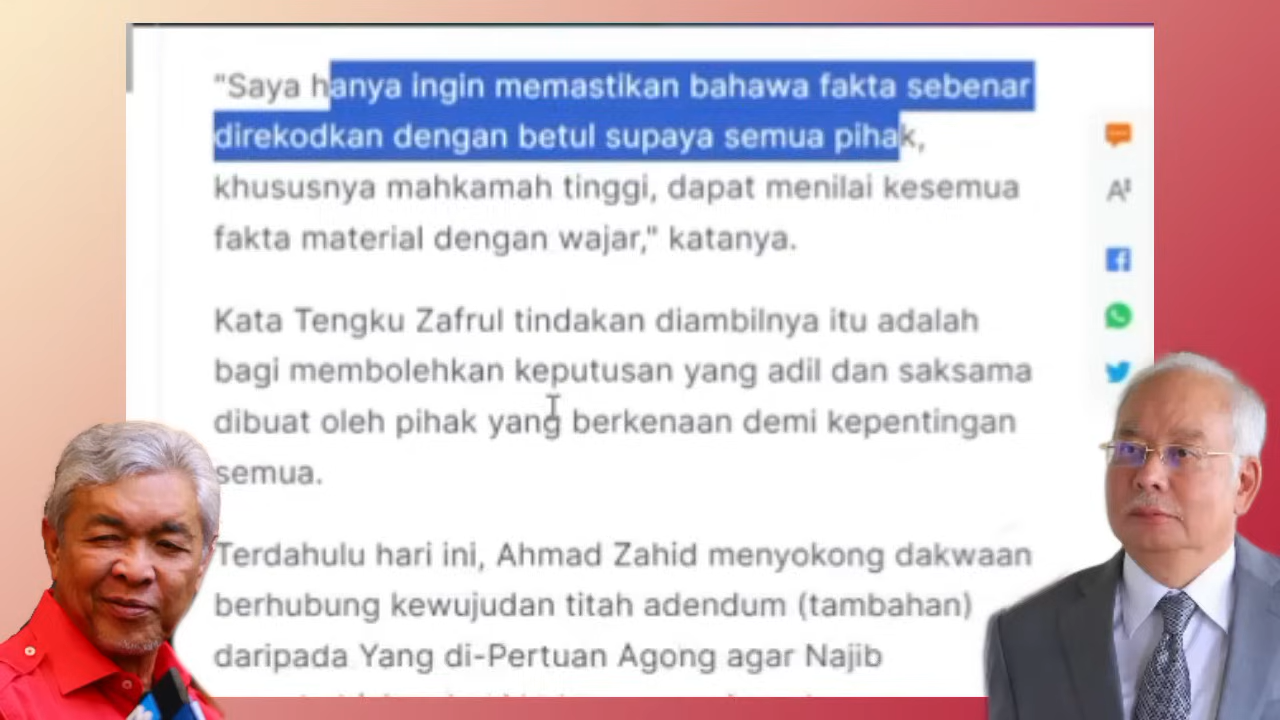 "Saya hanya ingin memastikan bahawa fakta sebenar
direkodkan dengan betul supaya semua pihak,
khususnya mahkamah tinggi, dapat menilai kesemua
fakta material dengan wajar," katanya.
Kata Tengku Zafrul tindakan diambilnya itu adalah
bagi membolehkan keputusan yang adil dan saksama
dibuat oleh pihak yang berkenaan demi kepentingan
semua.
Terdahulu hari ini, Ahmad Zahid menyokong dakwaan
berhubung kewujudan titah adendum (tambahan)
daripada Yang di-Pertuan Agong agar Najib